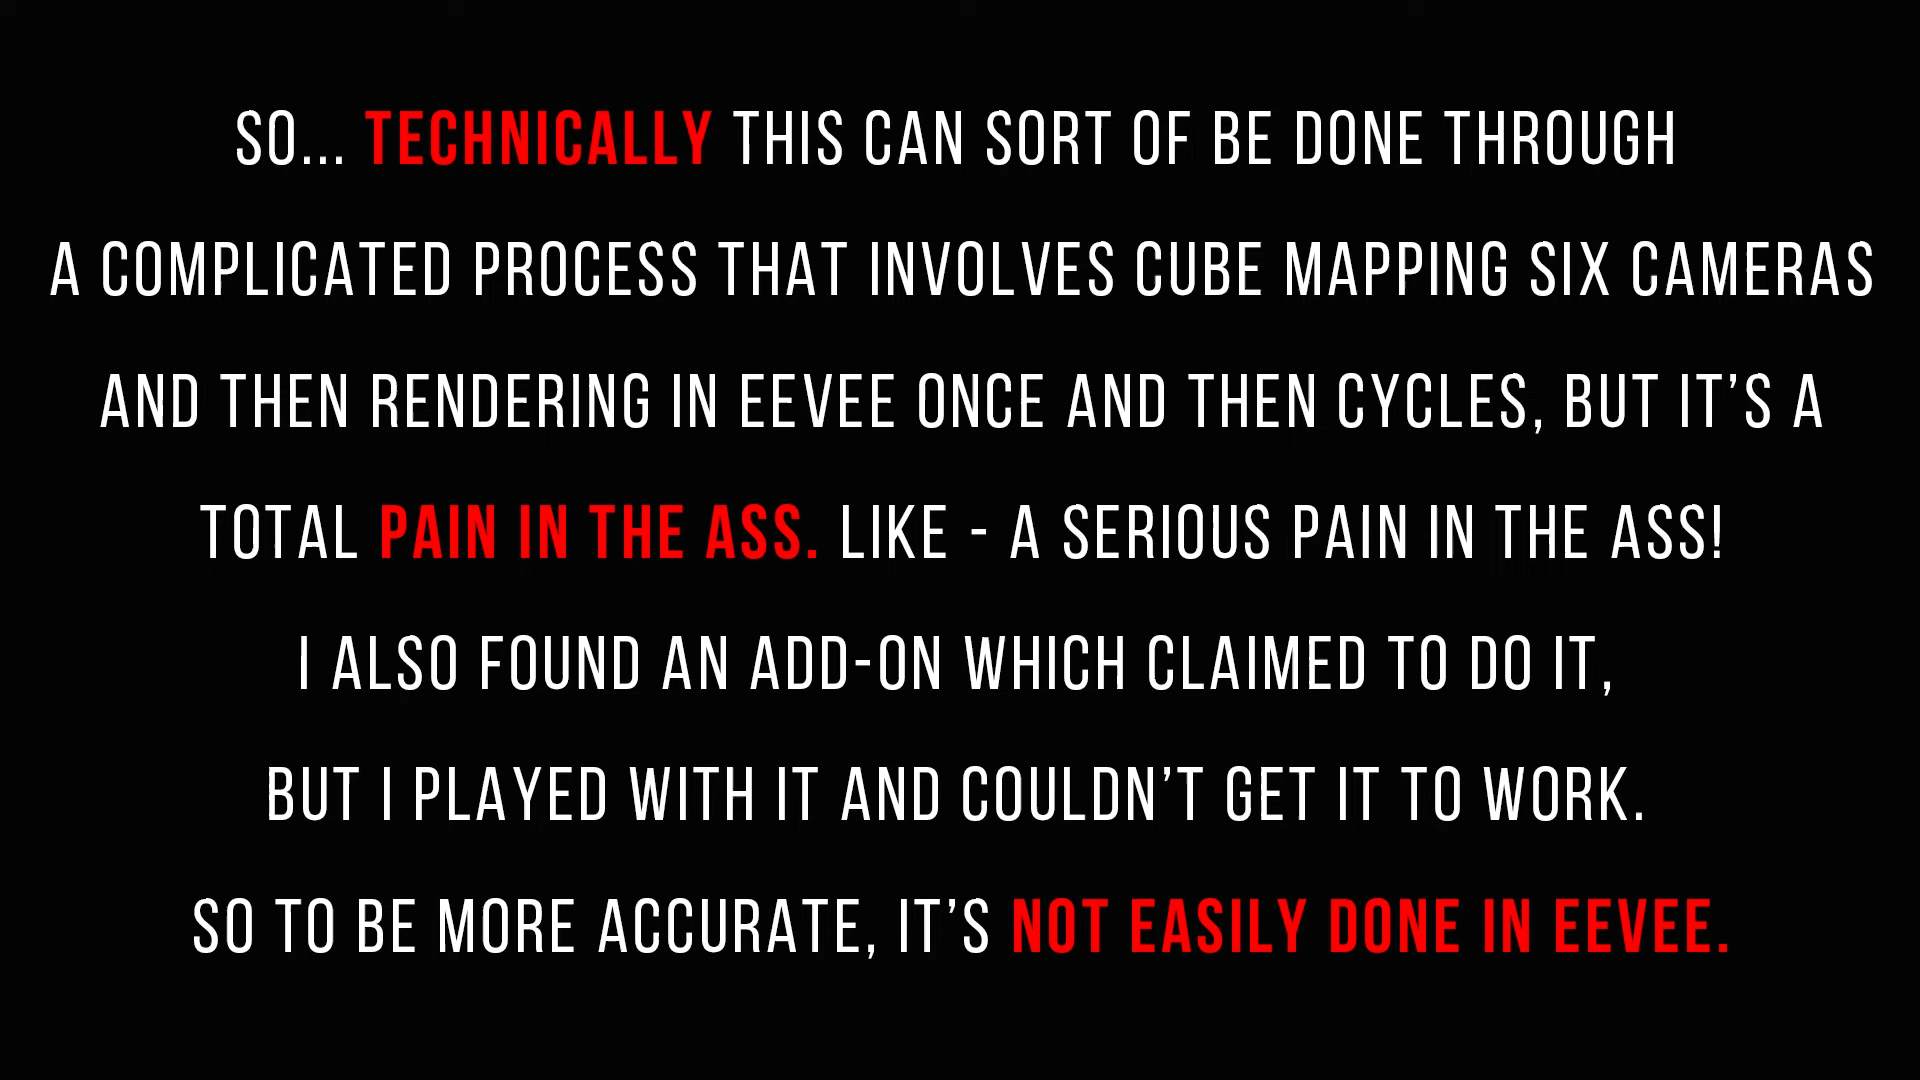 SO... TECHNICALLY THIS CAN SORT OF BE DONE THROUGH
A COMPLICATED PROCESS THAT INVOLVES CUBE MAPPING SIX CAMERAS
AND THEN RENDERING IN EEVEE ONCE AND THEN CYCLES, BUT IT’S A
TOTAL PAIN IN THE ASS. LIKE - A SERIOUS PAIN IN THE ASS!
I ALSO FOUND AN ADD-ON WHICH CLAIMED TO DO IT,
BUT I PLAYED WITH IT AND COULDN’T GET IT TO WORK.
SO TO BE MORE ACCURATE, IT’S NOT EASILY DONE IN EEVEE.